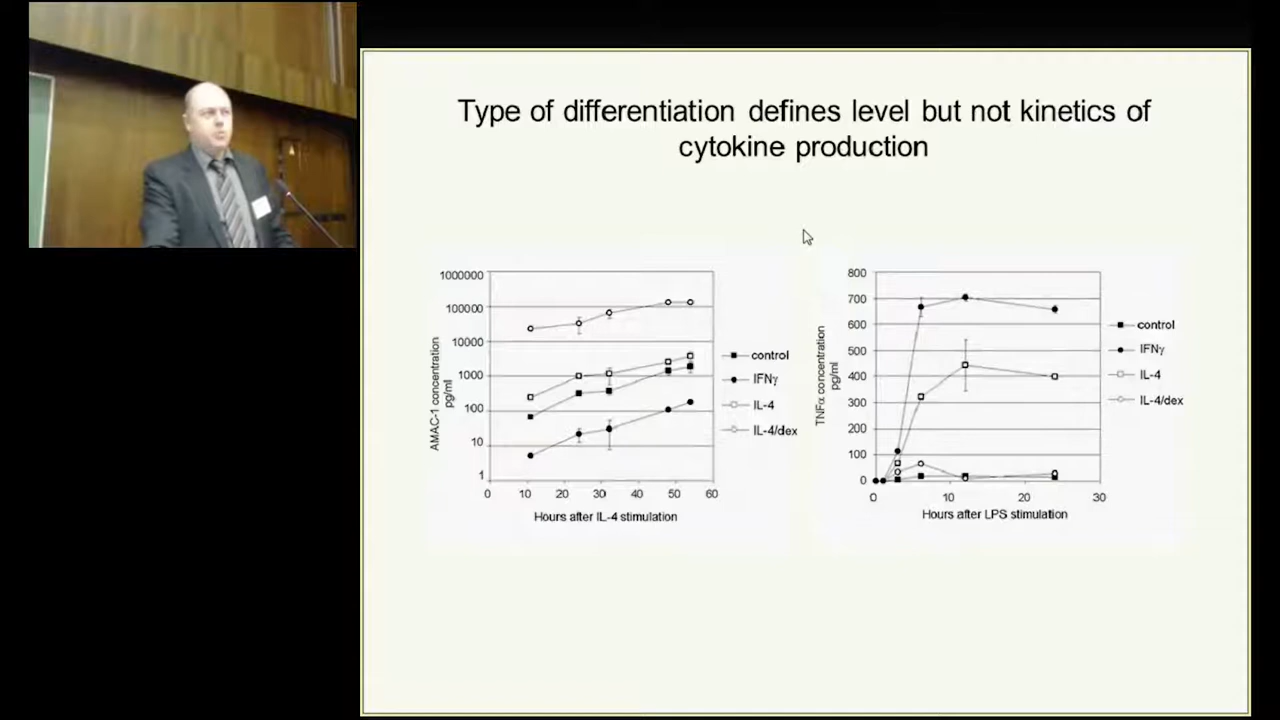 Type of differentiation defines level but not kinetics of
cytokine production
AMAC-1 concentration
pg/ml
1000000
100000
10000
1000
100
10
1
0 10 20 30 40 50 60
Hours after IL-4 stimulation
control
IFNγ
IL-4
IL-4/dex
TNFα concentration
pg/ml
800
700
600
500
400
300
200
100
0
0 10 20 30
Hours after LPS stimulation
control
IFNγ
IL-4
IL-4/dex